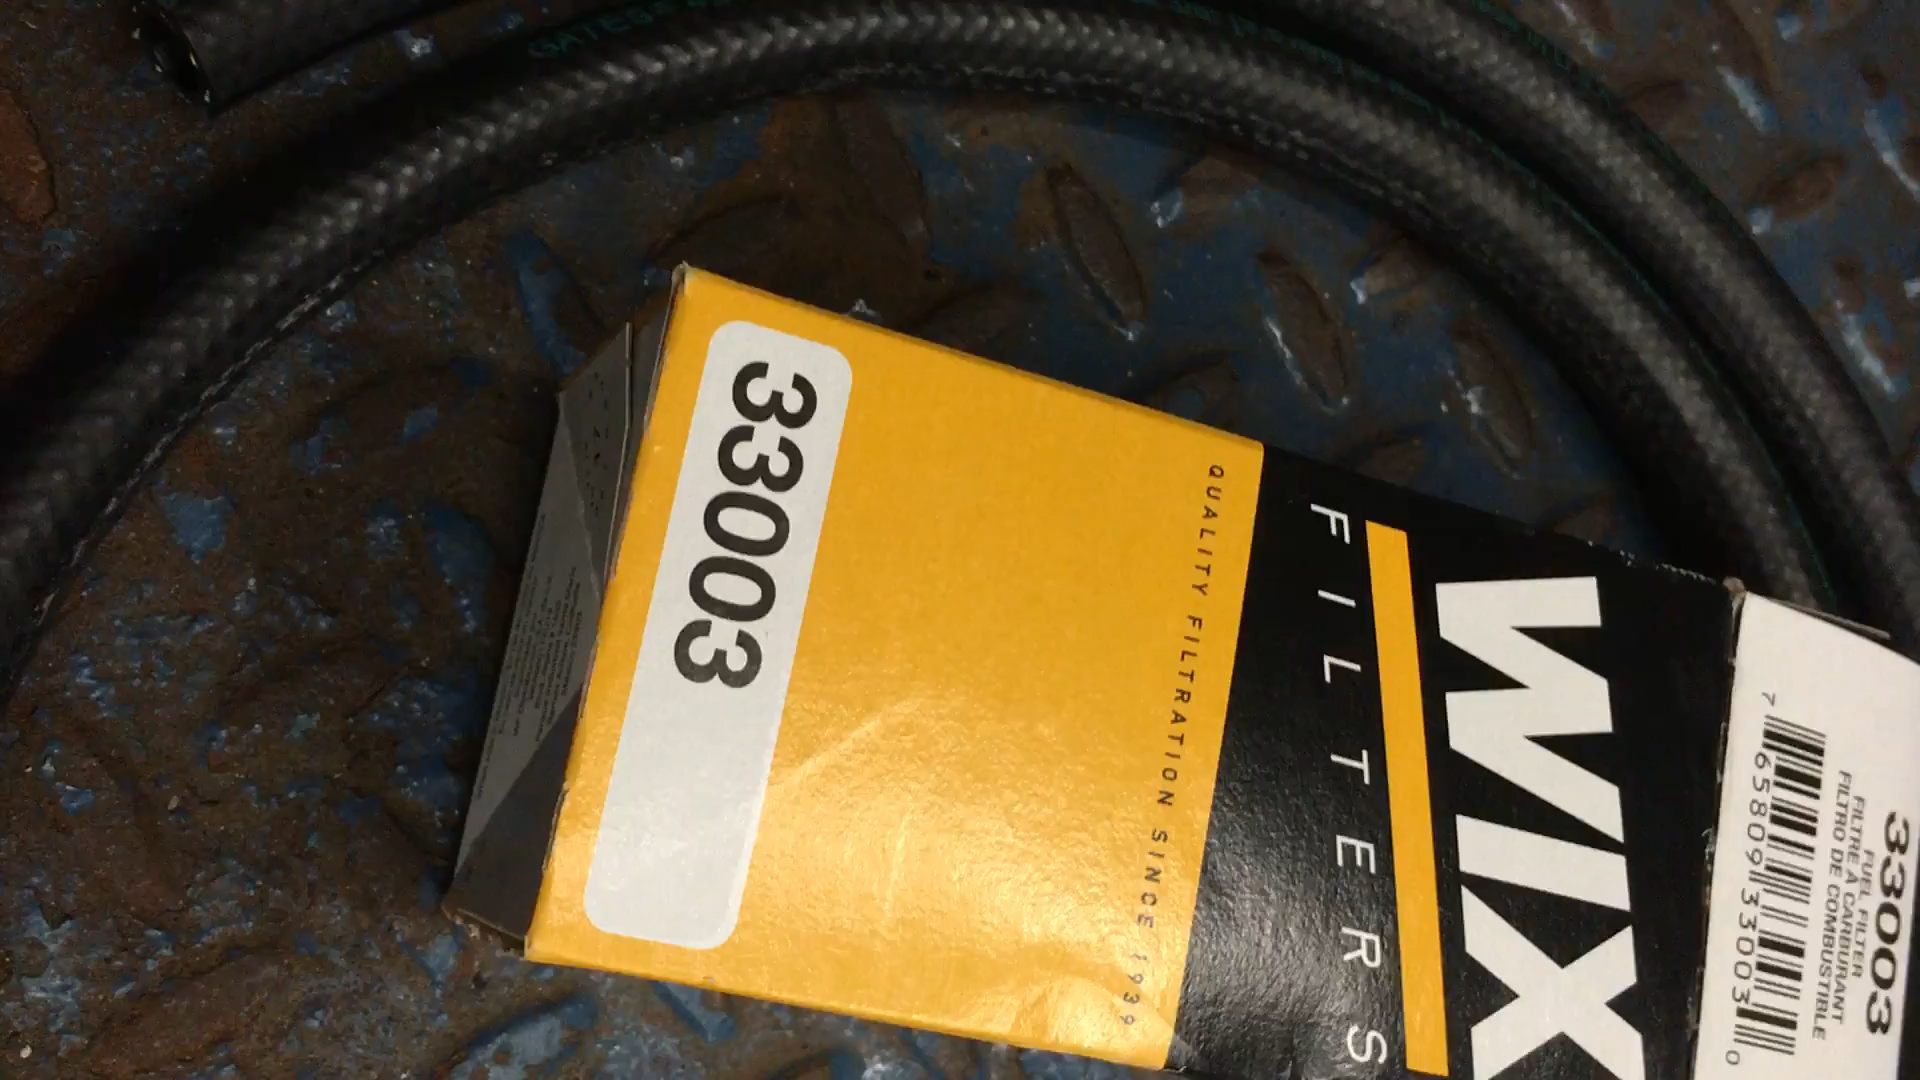 GATES
33003
QUALITY FILTRATION SINCE 1939
FILTERS
WIX
33003
FUEL FILTER
FILTRE À CARBURANT
FILTRO DE COMBUSTIBLE
7 65809 33003 0